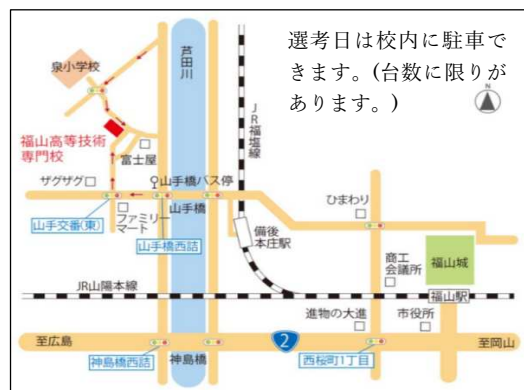 選考日は校内に駐車で
きます。(台数に限りが
あります。)
N
泉小学校
芦田川
JR福塩線
福山高等技術
専門校
富士屋
ザグザグ
山手橋バス停
山手橋
ひまわり
山手交番(東)
ファミリー
マート
山手橋西詰
備後
本庄駅
商工
会議所
福山城
JR山陽本線
福山駅
進物の大進
市役所
至広島
神島橋西詰
神島橋
2
西桜町1丁目
至岡山